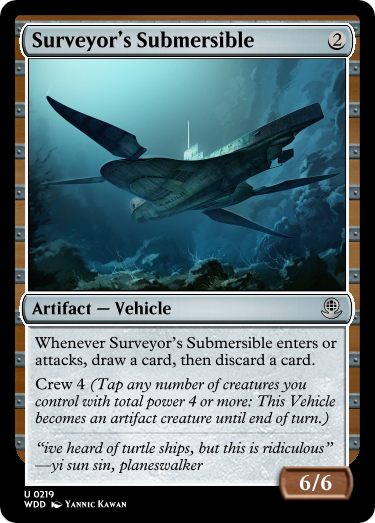 Surveyor's Submersible 2
Artifact — Vehicle
Whenever Surveyor's Submersible enters or
attacks, draw a card, then discard a card.
Crew 4 (Tap any number of creatures you
control with total power 4 or more: This Vehicle
becomes an artifact creature until end of turn.)
"ive heard of turtle ships, but this is ridiculous"
—yi sun sin, planeswalker
6/6
U 0219
WDD Yannic Kawan